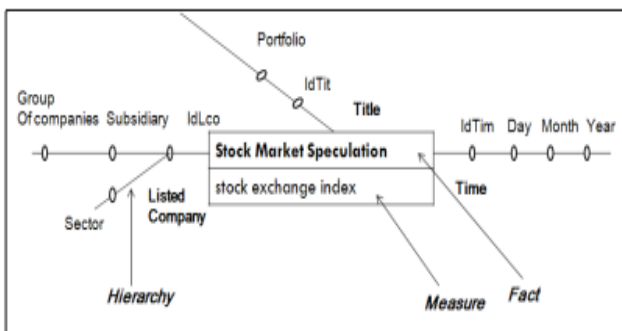 Portfolio
IdTit
Title
Group
Of companies
Subsidiary
IdLco
Stock Market Speculation
stock exchange index
IdTim
Day
Month
Year
Time
Listed
Company
Sector
Hierarchy
Measure
Fact